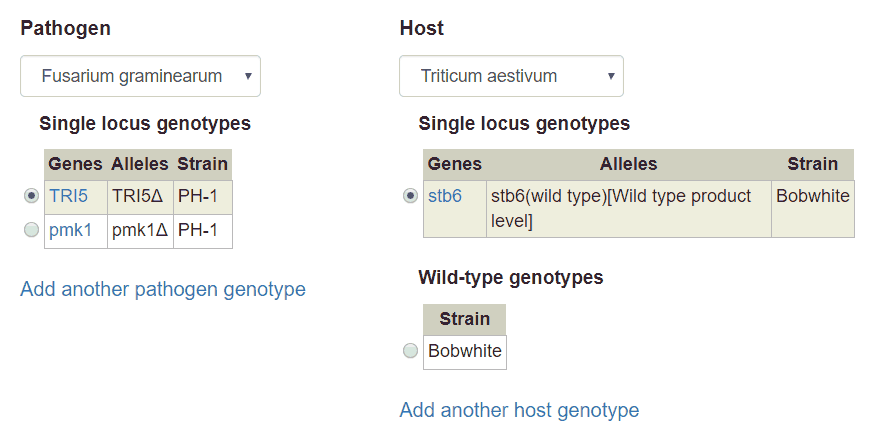 Pathogen
Fusarium graminearum
Single locus genotypes
Genes Alleles Strain
TRI5 TRI5Δ PH-1
pmk1 pmk1Δ PH-1
Add another pathogen genotype
Host
Triticum aestivum
Single locus genotypes
Genes Alleles Strain
stb6 stb6(wild type)[Wild type product Bobwhite
level]
Wild-type genotypes
Strain
Bobwhite
Add another host genotype